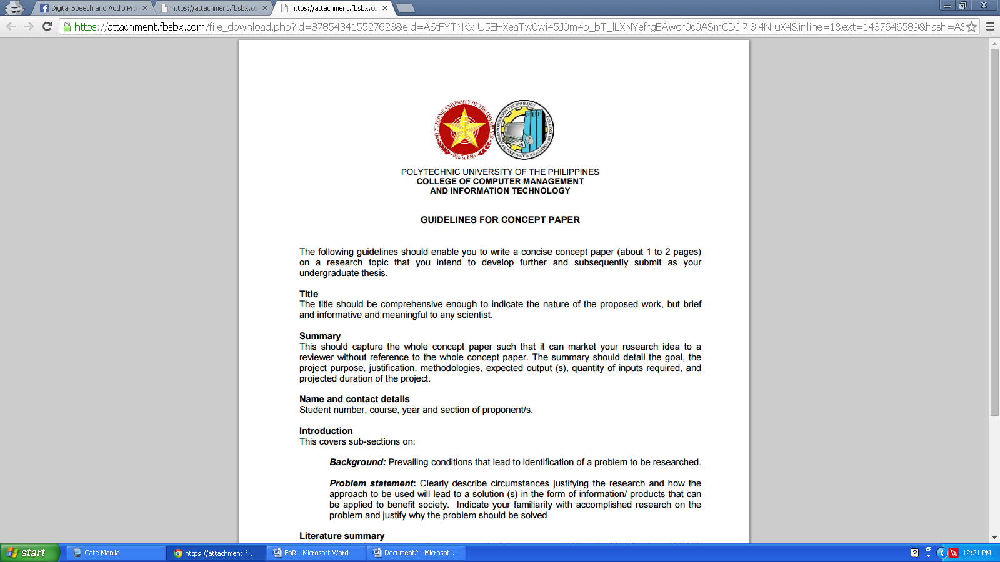 Digital Speech and Audio Pro
https://attachment.fbsbx.co
https://attachment.fbsbx.co
https://attachment.fbsbx.com/file_download.php?id=878543415527628&eid=AStFYTNKx-U5EHXeaTw0wi45J0m4b_bT_lLXNYefrgEAwdr0c0ASmCDJl7i3l4N-uX4&inline=1&ext=1437646589&hash=AS
POLYTECHNIC UNIVERSITY OF THE PHILIPPINES
COLLEGE OF COMPUTER MANAGEMENT
AND INFORMATION TECHNOLOGY
GUIDELINES FOR CONCEPT PAPER
The following guidelines should enable you to write a concise concept paper (about 1 to 2 pages)
on a research topic that you intend to develop further and subsequently submit as your
undergraduate thesis.
Title
The title should be comprehensive enough to indicate the nature of the proposed work, but brief
and informative and meaningful to any scientist.
Summary
This should capture the whole concept paper such that it can market your research idea to a
reviewer without reference to the whole concept paper. The summary should detail the goal, the
project purpose, justification, methodologies, expected output (s), quantity of inputs required, and
projected duration of the project.
Name and contact details
Student number, course, year and section of proponent/s.
Introduction
This covers sub-sections on:
Background: Prevailing conditions that lead to identification of a problem to be researched.
Problem statement: Clearly describe circumstances justifying the research and how the
approach to be used will lead to a solution (s) in the form of information/ products that can
be applied to benefit society. Indicate your familiarity with accomplished research on the
problem and justify why the problem should be solved
Literature summary
start
Cafe Manila
https://attachment.f...
FoR - Microsoft Word
Document2 - Microsof...
12:21 PM